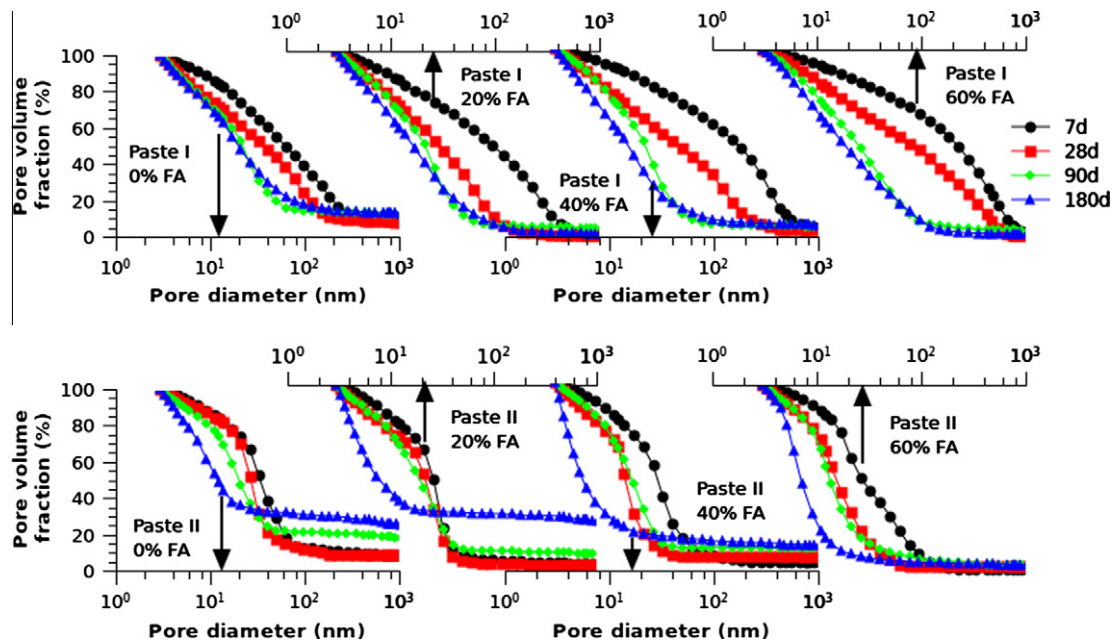 10⁰ 10¹ 10² 10³ 10⁰ 10¹ 10² 10³
100
80
60
40
20
0
Pore volume
fraction (%)
Paste I
0% FA
Paste I
20% FA
Paste I
40% FA
Paste I
60% FA
7d
28d
90d
180d
10⁰ 10¹ 10² 10³ 10⁰ 10¹ 10² 10³
Pore diameter (nm) Pore diameter (nm)
10⁰ 10¹ 10² 10³ 10⁰ 10¹ 10² 10³
100
80
60
40
20
0
Pore volume
fraction (%)
Paste II
0% FA
Paste II
20% FA
Paste II
40% FA
Paste II
60% FA
10⁰ 10¹ 10² 10³ 10⁰ 10¹ 10² 10³
Pore diameter (nm) Pore diameter (nm)